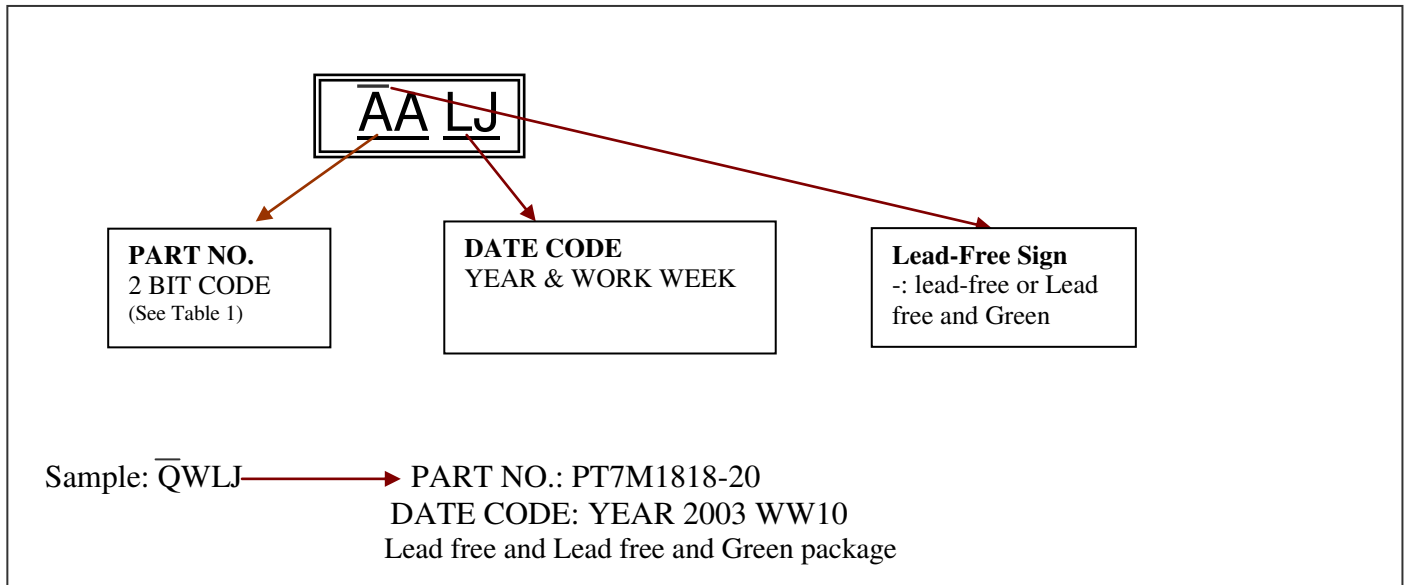 A̅A LJ
PART NO.
2 BIT CODE
(See Table 1)
DATE CODE
YEAR & WORK WEEK
Lead-Free Sign
-: lead-free or Lead
free and Green
Sample: Q̅WLJ PART NO.: PT7M1818-20
DATE CODE: YEAR 2003 WW10
Lead free and Lead free and Green package